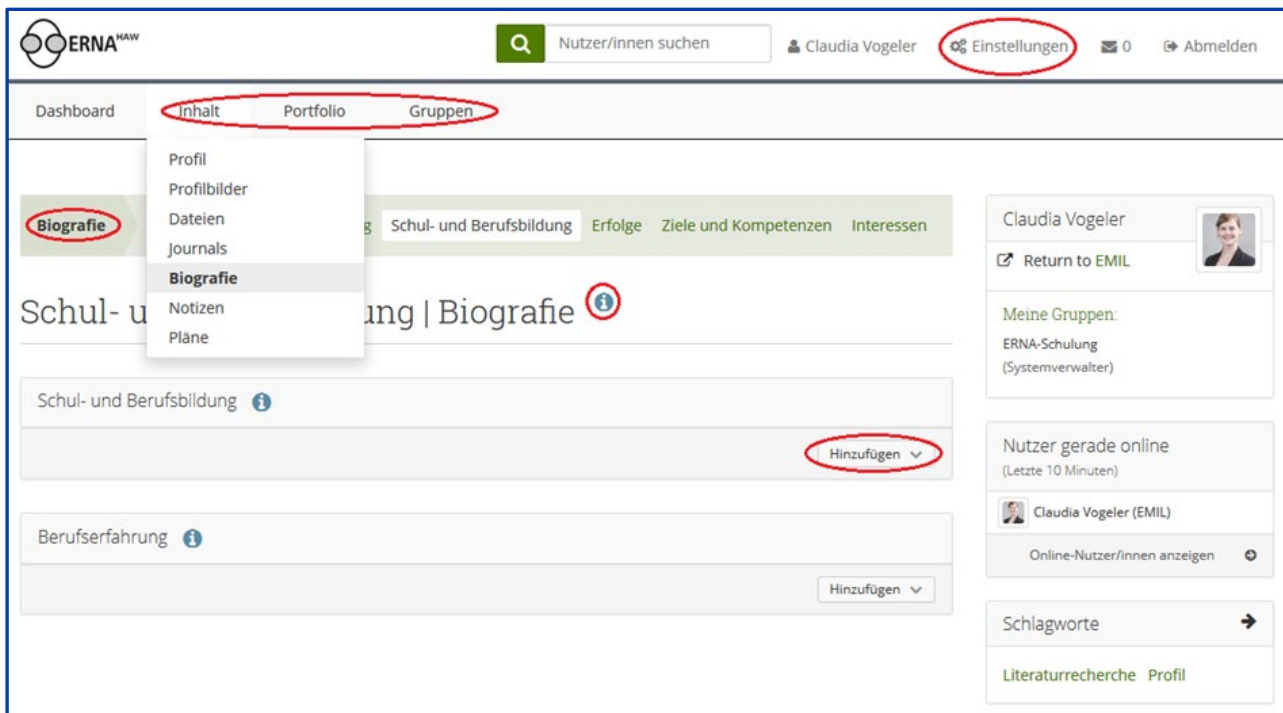 ERNA HAW
Nutzer/innen suchen Claudia Vogeler Einstellungen 0 Abmelden
Dashboard Inhalt Portfolio Gruppen
Profil
Profilbilder
Dateien
Journals
Biografie
Notizen
Pläne
Biografie g Schul- und Berufsbildung Erfolge Ziele und Kompetenzen Interessen
Schul- u ung | Biografie
Schul- und Berufsbildung
Hinzufügen
Berufserfahrung
Hinzufügen
Claudia Vogeler
Return to EMIL
Meine Gruppen:
ERNA-Schulung
(Systemverwalter)
Nutzer gerade online
(Letzte 10 Minuten)
Claudia Vogeler (EMIL)
Online-Nutzer/innen anzeigen
Schlagworte
Literaturrecherche Profil